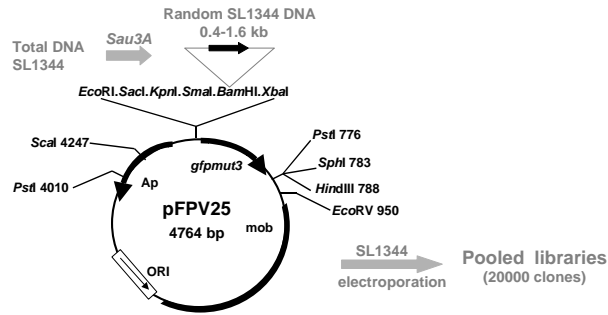 Random SL1344 DNA
0.4-1.6 kb
Total DNA
SL1344
Sau3A
EcoRI.SacI.KpnI.SmaI.BamHI.XbaI
ScaI 4247
PstI 4010
Ap
gfpmut3
PstI 776
SphI 783
HindIII 788
EcoRV 950
pFPV25
4764 bp
mob
ORI
SL1344
electroporation
Pooled libraries
(20000 clones)